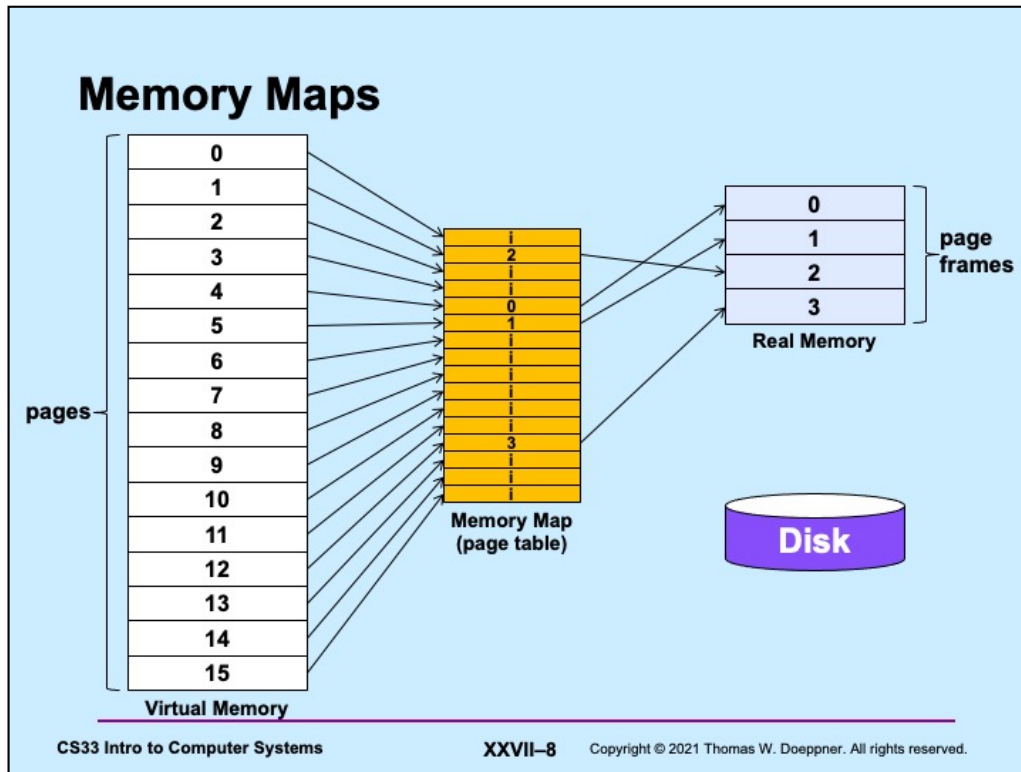 Memory Maps
pages
0
1
2
3
4
5
6
7
8
9
10
11
12
13
14
15
Virtual Memory
i
2
i
i
0
1
i
i
i
i
i
i
3
i
i
i
Memory Map
(page table)
0
1
2
3
Real Memory
page
frames
Disk
CS33 Intro to Computer Systems
XXVII–8
Copyright © 2021 Thomas W. Doeppner. All rights reserved.